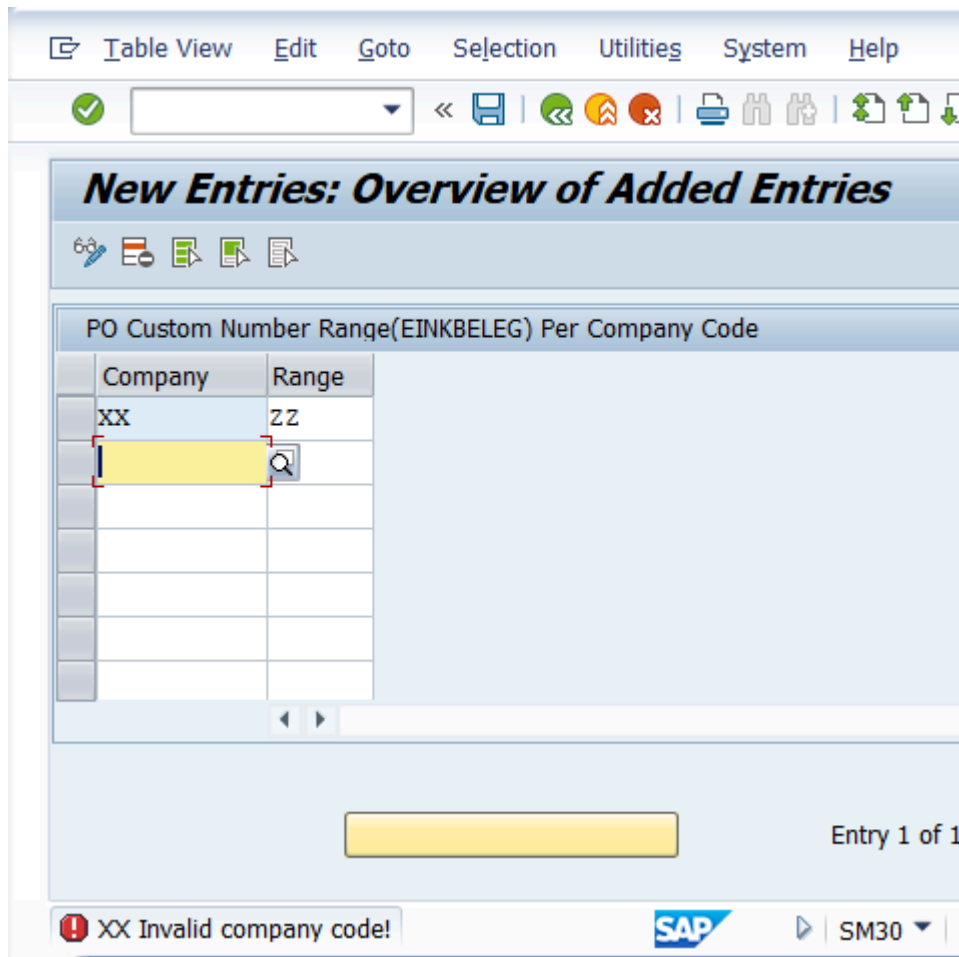 Table View Edit Goto Selection Utilities System Help
New Entries: Overview of Added Entries
PO Custom Number Range(EINKBELEG) Per Company Code
Company Range
XX ZZ
Entry 1 of 1
XX Invalid company code! SAP SM30